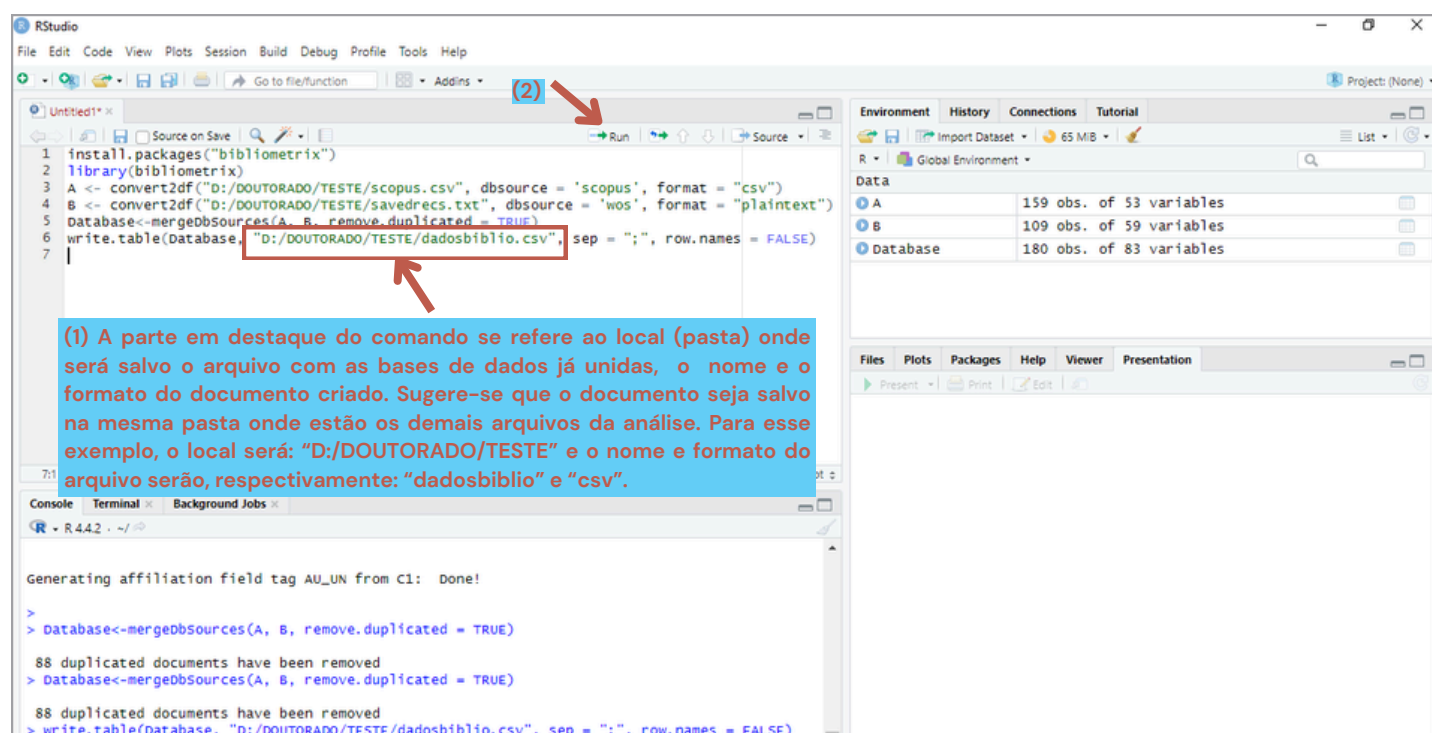 RStudio
File Edit Code View Plots Session Build Debug Profile Tools Help
Go to file/function
Addins
Project: (None)
(2)
Untitled1*
Source on Save
Run
Source
1 install.packages("bibliometrix")
2 library(bibliometrix)
3 A <- convert2df("D:/DOUTORADO/TESTE/scopus.csv", dbsource = 'scopus', format = "csv")
4 B <- convert2df("D:/DOUTORADO/TESTE/savedrecs.txt", dbsource = 'wos', format = "plaintext")
5 Database<-mergeDbSources(A, B, remove.duplicated = TRUE)
6 write.table(Database, "D:/DOUTORADO/TESTE/dadosbiblio.csv", sep = ";", row.names = FALSE)
7
(1) A parte em destaque do comando se refere ao local (pasta) onde
será salvo o arquivo com as bases de dados já unidas, o nome e o
formato do documento criado. Sugere-se que o documento seja salvo
na mesma pasta onde estão os demais arquivos da análise. Para esse
exemplo, o local será: “D:/DOUTORADO/TESTE” e o nome e formato do
arquivo serão, respectivamente: “dadosbiblio” e “csv”.
7:1
Console Terminal Background Jobs
R 4.4.2 · ~/
Generating affiliation field tag AU_UN from C1: Done!
>
> Database<-mergeDbSources(A, B, remove.duplicated = TRUE)
88 duplicated documents have been removed
> Database<-mergeDbSources(A, B, remove.duplicated = TRUE)
88 duplicated documents have been removed
> write.table(Database, "D:/DOUTORADO/TESTE/dadosbiblio.csv", sep = ";", row.names = FALSE)
Environment History Connections Tutorial
Import Dataset 65 MiB List
R Global Environment
Data
A 159 obs. of 53 variables
B 109 obs. of 59 variables
Database 180 obs. of 83 variables
Files Plots Packages Help Viewer Presentation
Present Print Edit